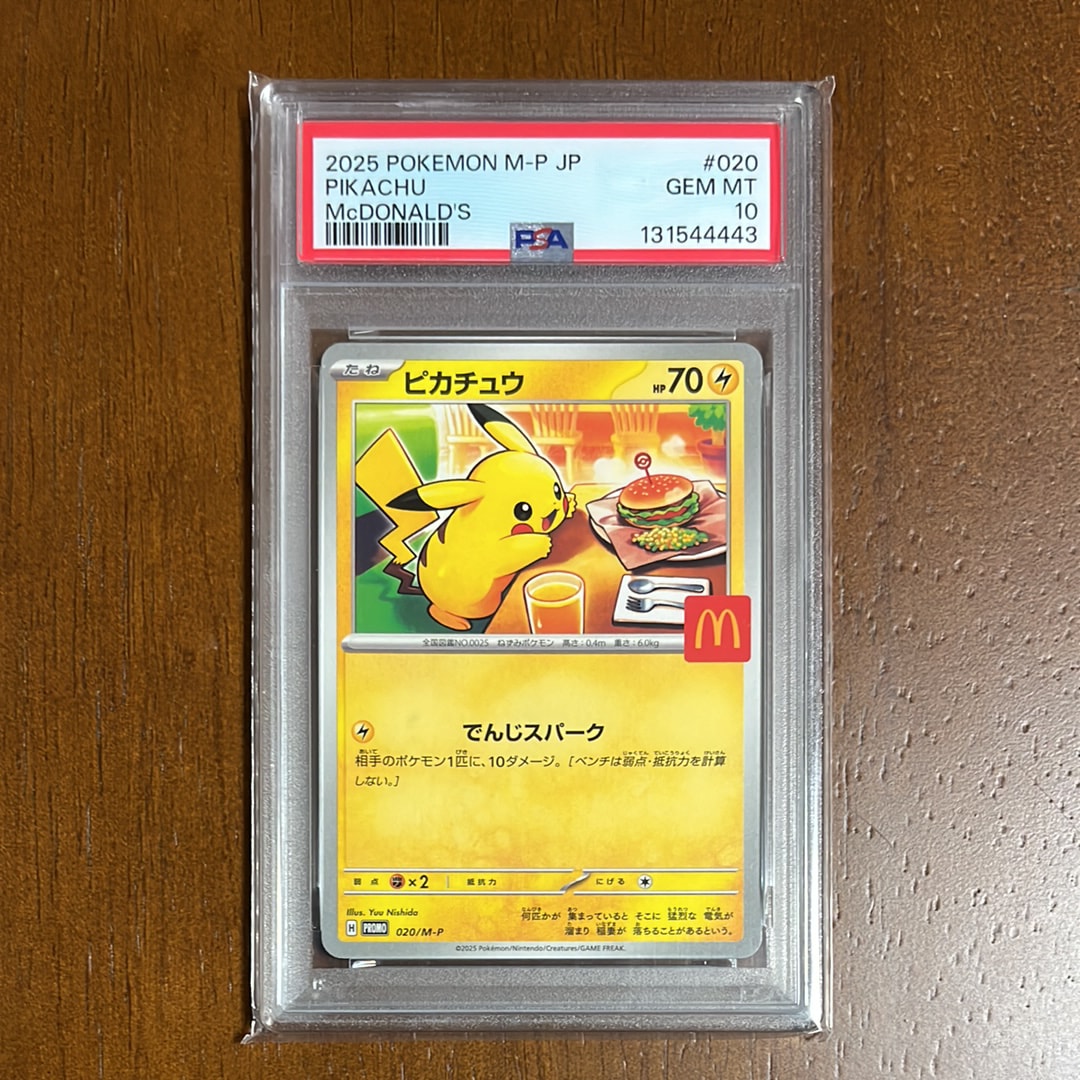 2025 POKEMON M-P JP #020
PIKACHU GEM MT
McDONALD'S 10
PSA 131544443
たね ピカチュウ HP70
M
全国図鑑NO.0025 ねずみポケモン 高さ:0.4m 重さ:6.0kg
でんじスパーク
相手のポケモン1匹に、10ダメージ。[ベンチは弱点・抵抗力を計算
しない。]
弱点 ×2 抵抗力 にげる
Illus. Yuu Nishida
何匹かが 集まっていると そこに 猛烈な 電気が
溜まり 稲妻が 落ちることがあるという。
H PROMO 020/M-P
©2025 Pokémon/Nintendo/Creatures/GAME FREAK.